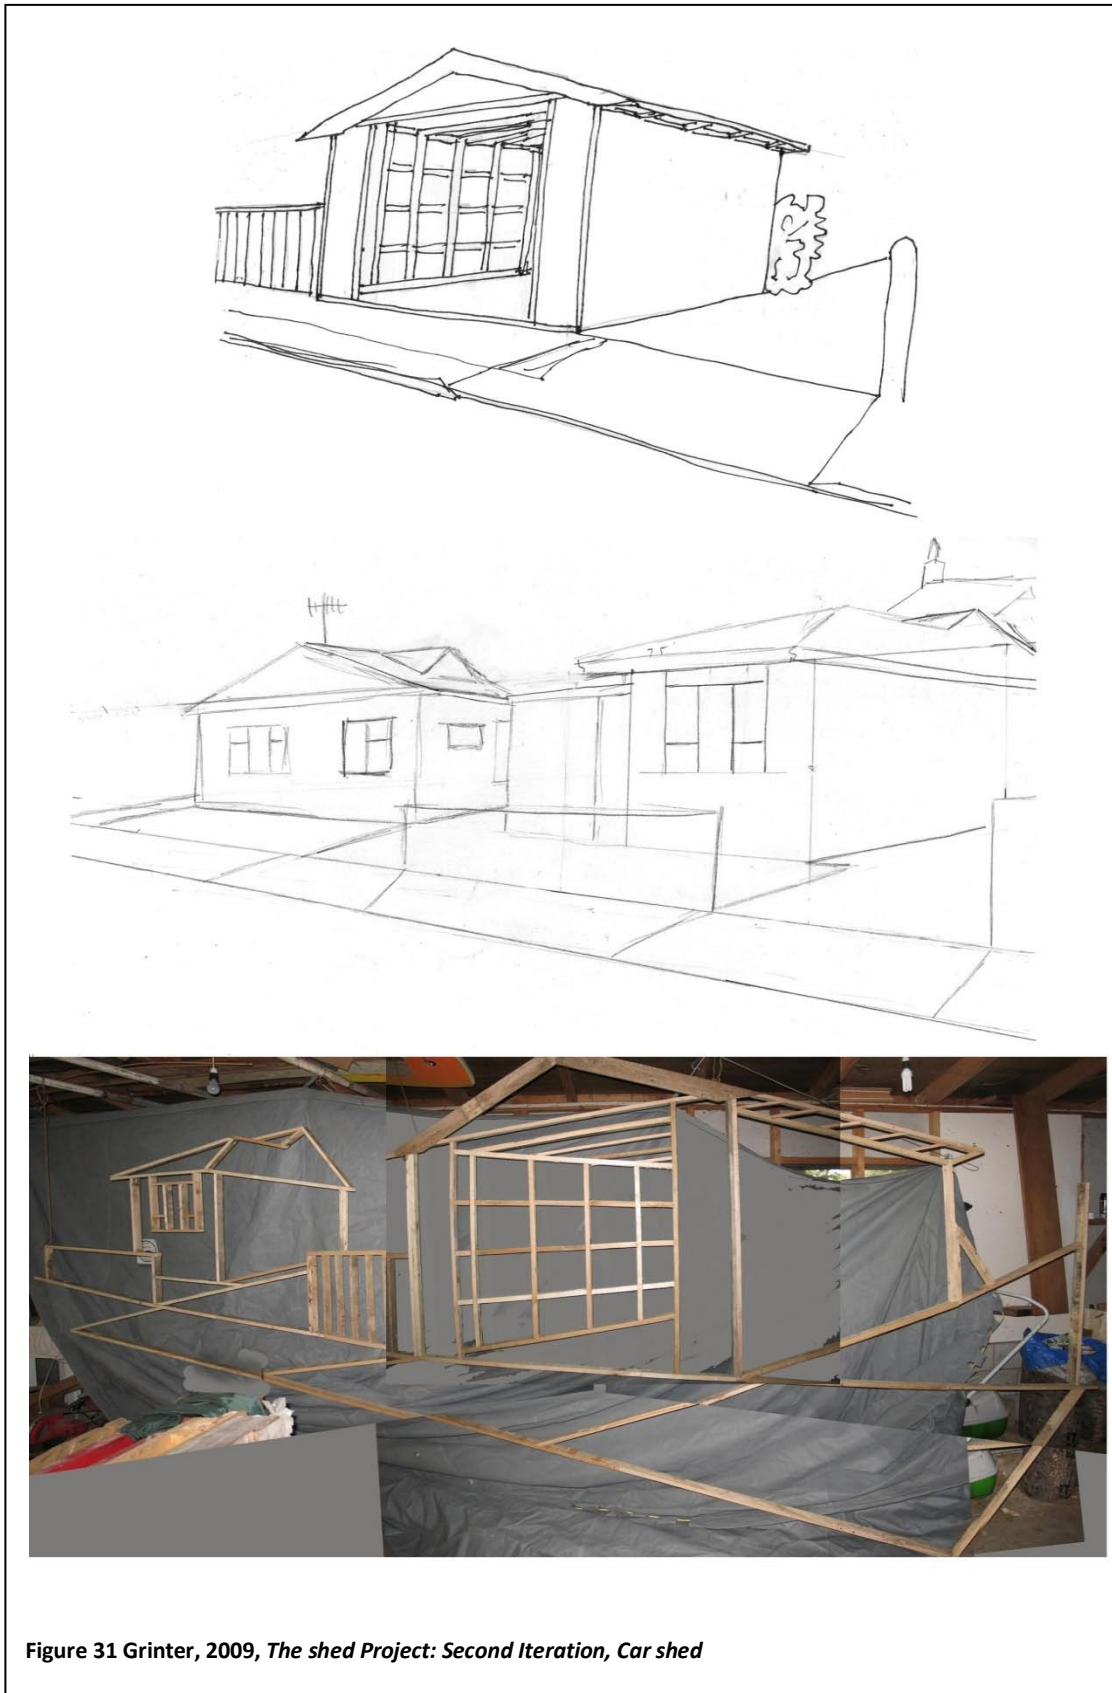 Figure 31 Grinter, 2009, The shed Project: Second Iteration, Car shed